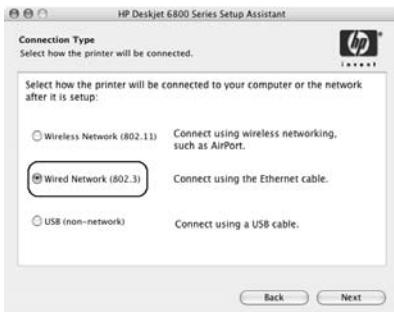 HP Deskjet 6800 Series Setup Assistant
Connection Type
Select how the printer will be connected.
hp
invent
Select how the printer will be connected to your computer or the network
after it is setup:
Wireless Network (802.11)
Connect using wireless networking,
such as AirPort.
Wired Network (802.3)
Connect using the Ethernet cable.
USB (non-network)
Connect using a USB cable.
Back
Next